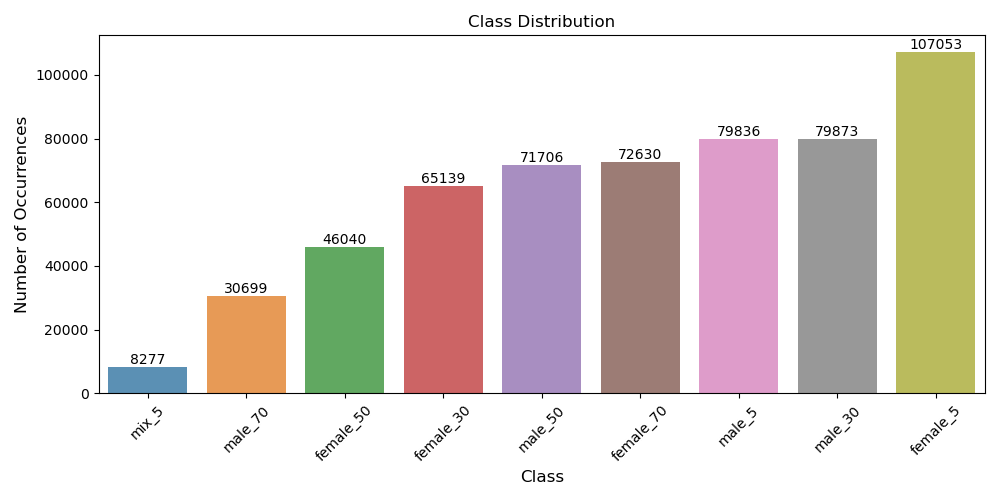 Class Distribution
Number of Occurrences
100000
80000
60000
40000
20000
0
8277
30699
46040
65139
71706
72630
79836
79873
107053
mix_5
male_70
female_50
female_30
male_50
female_70
male_5
male_30
female_5
Class